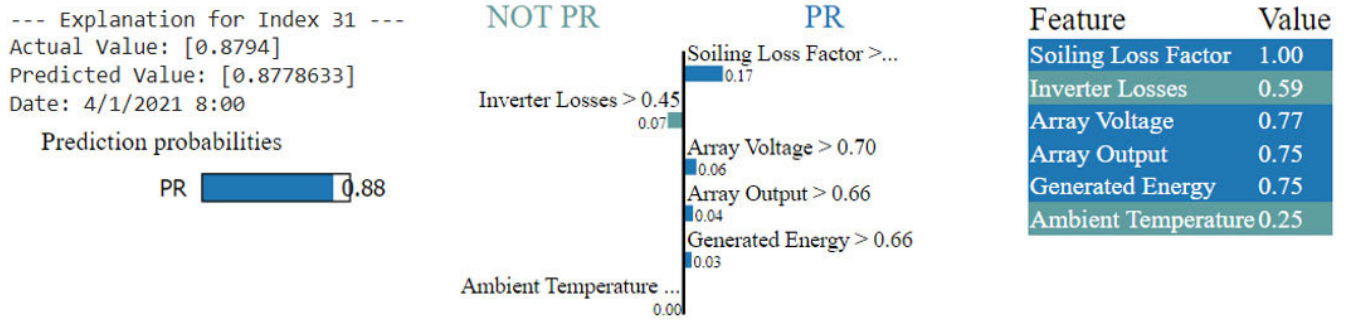 --- Explanation for Index 31 ---
Actual Value: [0.8794]
Predicted Value: [0.8778633]
Date: 4/1/2021 8:00
Prediction probabilities
PR 0.88
NOT PR PR
Soiling Loss Factor >...
0.17
Inverter Losses > 0.45
0.07
Array Voltage > 0.70
0.06
Array Output > 0.66
0.04
Generated Energy > 0.66
0.03
Ambient Temperature ...
0.00
Feature Value
Soiling Loss Factor 1.00
Inverter Losses 0.59
Array Voltage 0.77
Array Output 0.75
Generated Energy 0.75
Ambient Temperature 0.25